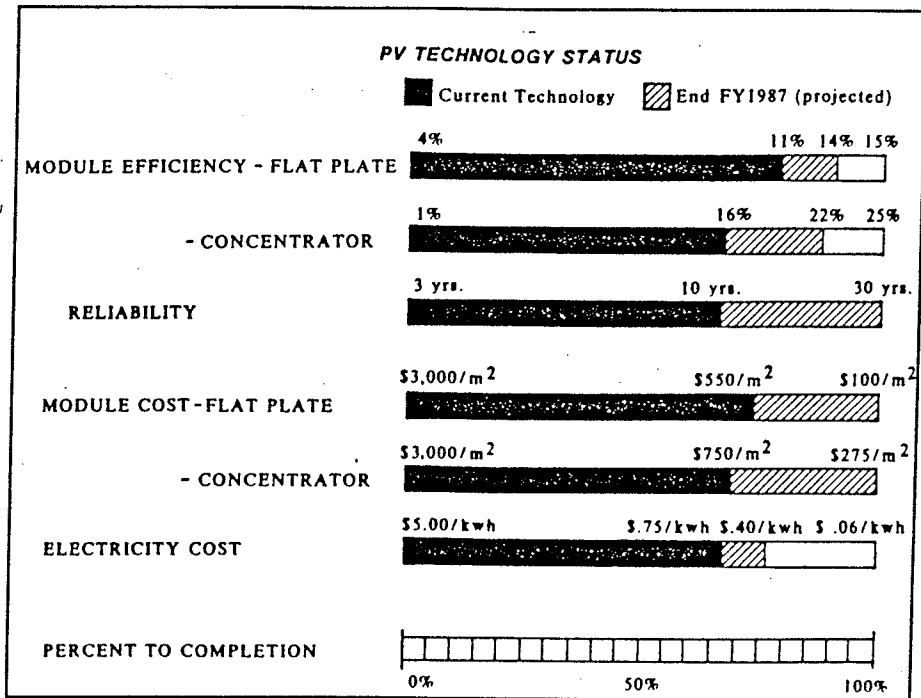 PV TECHNOLOGY STATUS
Current Technology End FY1987 (projected)
4% 11% 14% 15%
MODULE EFFICIENCY - FLAT PLATE
1% 16% 22% 25%
- CONCENTRATOR
3 yrs. 10 yrs. 30 yrs.
RELIABILITY
$3,000/m² $550/m² $100/m²
MODULE COST-FLAT PLATE
$3,000/m² $750/m² $275/m²
- CONCENTRATOR
$5.00/kwh $.75/kwh $.40/kwh $ .06/kwh
ELECTRICITY COST
PERCENT TO COMPLETION
0% 50% 100%